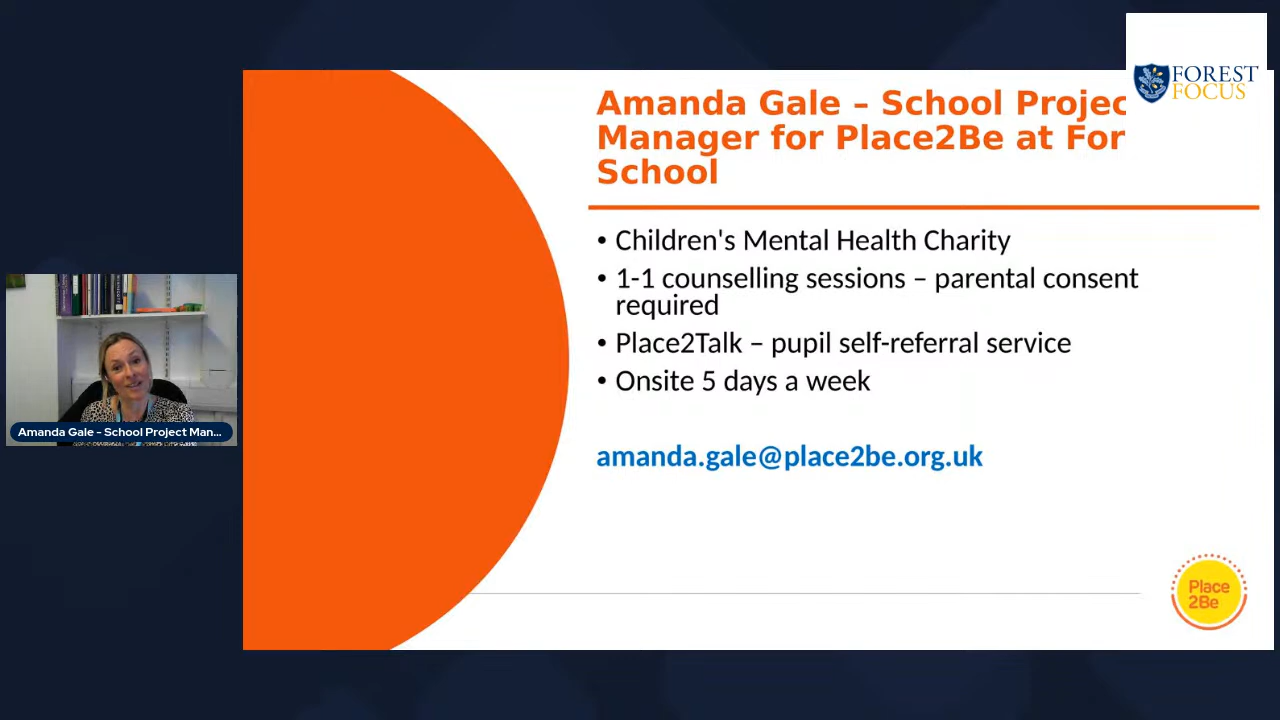 FOREST
FOCUS
Amanda Gale – School Projec
Manager for Place2Be at For
School
• Children's Mental Health Charity
• 1-1 counselling sessions – parental consent
required
• Place2Talk – pupil self-referral service
• Onsite 5 days a week
amanda.gale@place2be.org.uk
Amanda Gale - School Project Man...
Place
2Be